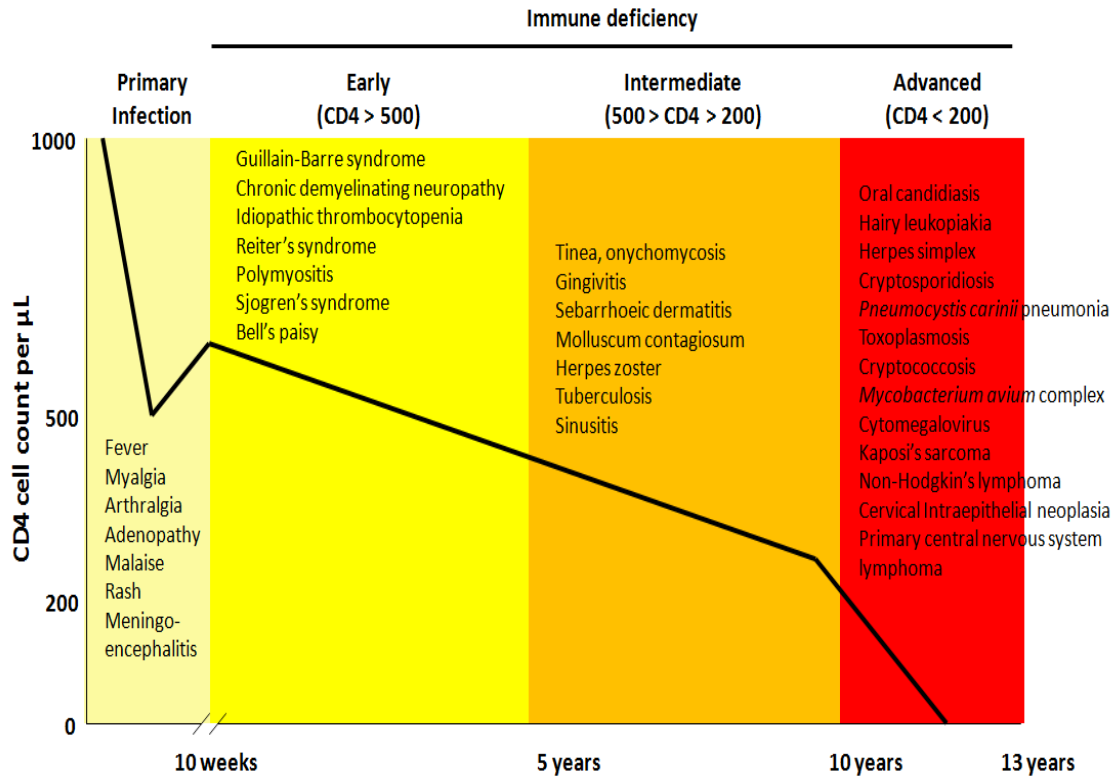 Immune deficiency
Primary
Infection
Early
(CD4 > 500)
Intermediate
(500 > CD4 > 200)
Advanced
(CD4 < 200)
CD4 cell count per μL
1000
500
200
0
Fever
Myalgia
Arthralgia
Adenopathy
Malaise
Rash
Meningo-
encephalitis
Guillain-Barre syndrome
Chronic demyelinating neuropathy
Idiopathic thrombocytopenia
Reiter's syndrome
Polymyositis
Sjogren's syndrome
Bell's paisy
Tinea, onychomycosis
Gingivitis
Sebarrhoeic dermatitis
Molluscum contagiosum
Herpes zoster
Tuberculosis
Sinusitis
Oral candidiasis
Hairy leukopiakia
Herpes simplex
Cryptosporidiosis
Pneumocystis carinii pneumonia
Toxoplasmosis
Cryptococcosis
Mycobacterium avium complex
Cytomegalovirus
Kaposi's sarcoma
Non-Hodgkin's lymphoma
Cervical Intraepithelial neoplasia
Primary central nervous system
lymphoma
10 weeks
5 years
10 years
13 years